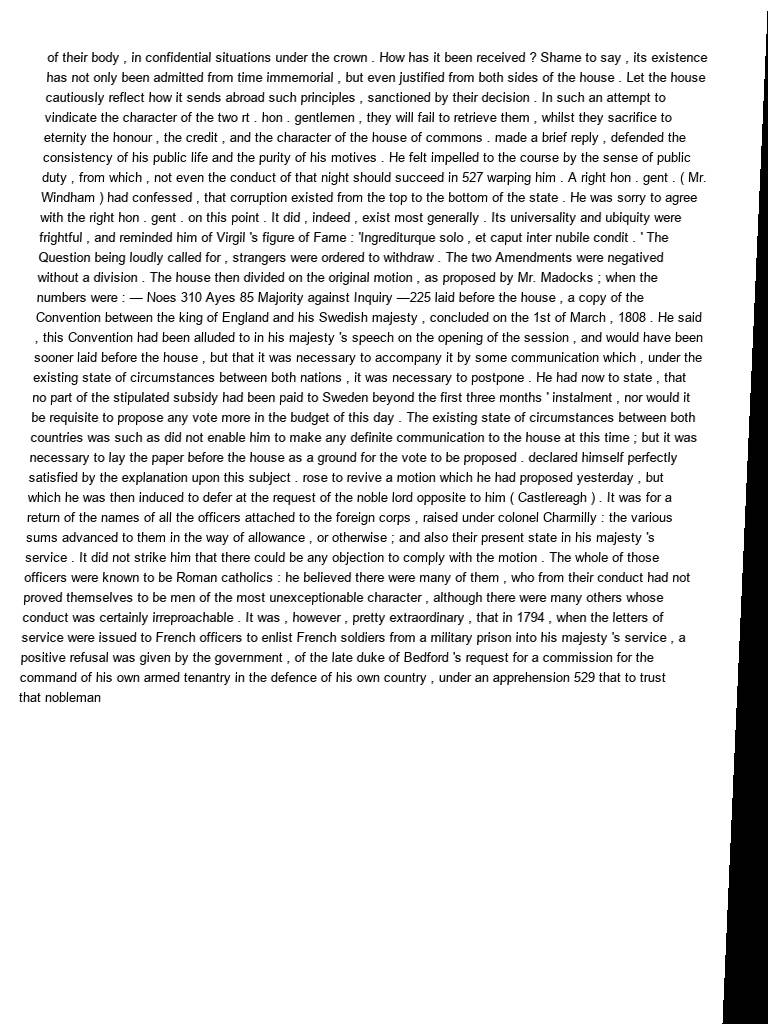 of their body , in confidential situations under the crown . How has it been received ? Shame to say , its existence
has not only been admitted from time immemorial , but even justified from both sides of the house . Let the house
cautiously reflect how it sends abroad such principles , sanctioned by their decision . In such an attempt to
vindicate the character of the two rt . hon . gentlemen , they will fail to retrieve them , whilst they sacrifice to
eternity the honour , the credit , and the character of the house of commons . made a brief reply , defended the
consistency of his public life and the purity of his motives . He felt impelled to the course by the sense of public
duty , from which , not even the conduct of that night should succeed in 527 warping him . A right hon . gent . ( Mr.
Windham ) had confessed , that corruption existed from the top to the bottom of the state . He was sorry to agree
with the right hon . gent . on this point . It did , indeed , exist most generally . Its universality and ubiquity were
frightful , and reminded him of Virgil 's figure of Fame : 'Ingrediturque solo , et caput inter nubile condit . ' The
Question being loudly called for , strangers were ordered to withdraw . The two Amendments were negatived
without a division . The house then divided on the original motion , as proposed by Mr. Madocks ; when the
numbers were : — Noes 310 Ayes 85 Majority against Inquiry —225 laid before the house , a copy of the
Convention between the king of England and his Swedish majesty , concluded on the 1st of March , 1808 . He said
, this Convention had been alluded to in his majesty 's speech on the opening of the session , and would have been
sooner laid before the house , but that it was necessary to accompany it by some communication which , under the
existing state of circumstances between both nations , it was necessary to postpone . He had now to state , that
no part of the stipulated subsidy had been paid to Sweden beyond the first three months ' instalment , nor would it
be requisite to propose any vote more in the budget of this day . The existing state of circumstances between both
countries was such as did not enable him to make any definite communication to the house at this time ; but it was
necessary to lay the paper before the house as a ground for the vote to be proposed . declared himself perfectly
satisfied by the explanation upon this subject . rose to revive a motion which he had proposed yesterday , but
which he was then induced to defer at the request of the noble lord opposite to him ( Castlereagh ) . It was for a
return of the names of all the officers attached to the foreign corps , raised under colonel Charmilly : the various
sums advanced to them in the way of allowance , or otherwise ; and also their present state in his majesty 's
service . It did not strike him that there could be any objection to comply with the motion . The whole of those
officers were known to be Roman catholics : he believed there were many of them , who from their conduct had not
proved themselves to be men of the most unexceptionable character , although there were many others whose
conduct was certainly irreproachable . It was , however , pretty extraordinary , that in 1794 , when the letters of
service were issued to French officers to enlist French soldiers from a military prison into his majesty 's service , a
positive refusal was given by the government , of the late duke of Bedford 's request for a commission for the
command of his own armed tenantry in the defence of his own country , under an apprehension 529 that to trust
that nobleman